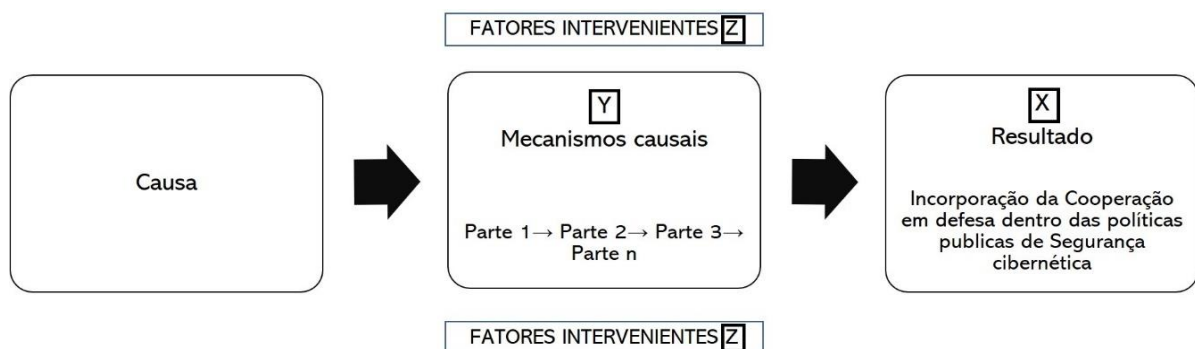 FATORES INTERVENIENTES Z
Causa
Y
Mecanismos causais
Parte 1→ Parte 2→ Parte 3→
Parte n
X
Resultado
Incorporação da Cooperação
em defesa dentro das políticas
publicas de Segurança
cibernética
FATORES INTERVENIENTES Z